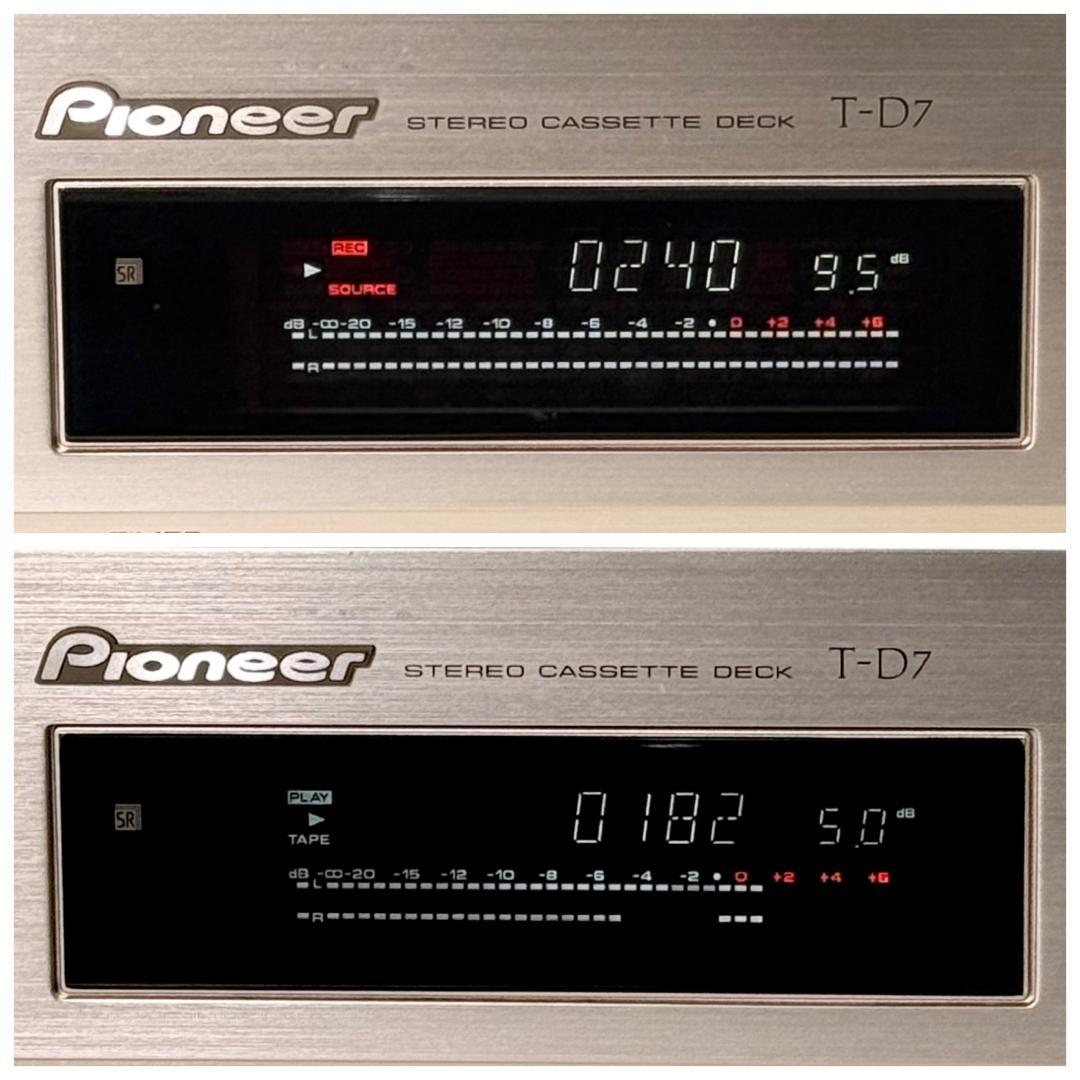 Pioneer STEREO CASSETTE DECK T-D7
SR
REC
0240 9.5 dB
SOURCE
dB -∞ -20 -15 -12 -10 -8 -6 -4 -2 • 0 +2 +4 +6
L
R
Pioneer STEREO CASSETTE DECK T-D7
SR
PLAY
0182 5.0 dB
TAPE
dB -∞ -20 -15 -12 -10 -8 -6 -4 -2 • 0 +2 +4 +6
L
R